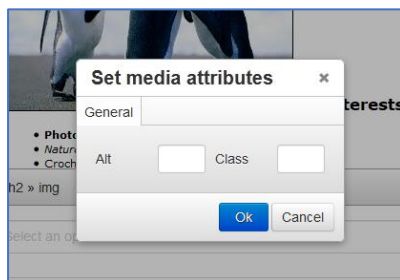 Set media attributes ×
terests
General
• Photo
• Natur
• Croch
Alt Class
h2 » img
Ok Cancel
Select an op